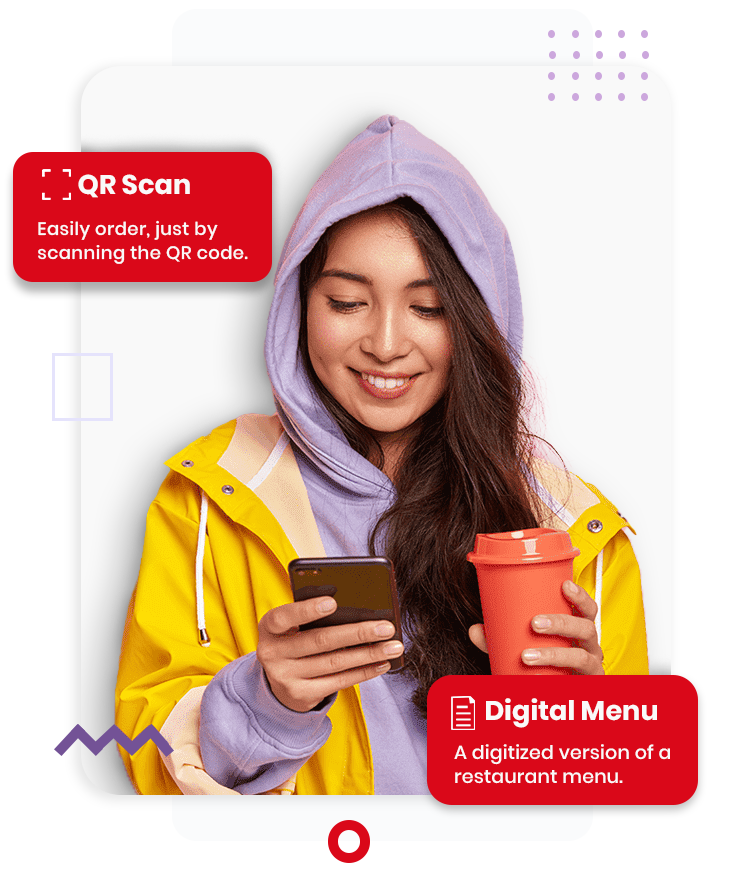 QR Scan
Easily order, just by
scanning the QR code.
Digital Menu
A digitized version of a
restaurant menu.